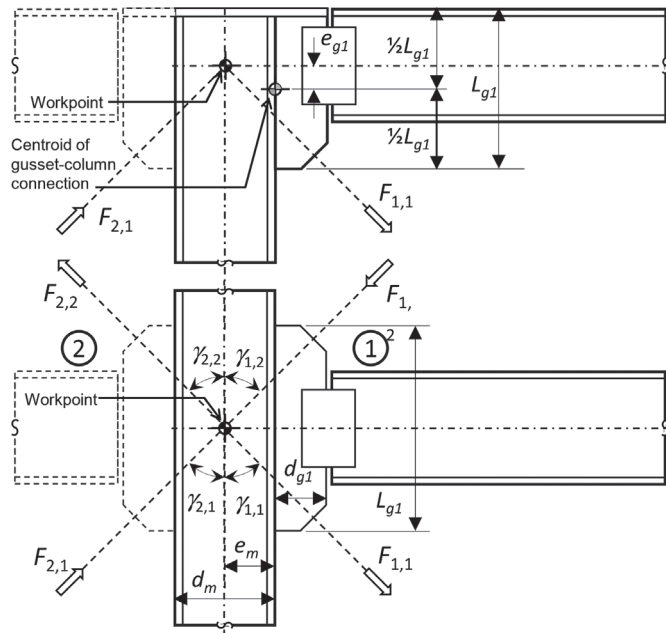 e_g1
½L_g1
L_g1
Workpoint
Centroid of
gusset-column
connection
½L_g1
F_2,1
F_1,1
F_2,2
F_1,
2
2
1
γ_2,2
γ_1,2
Workpoint
d_g1
γ_2,1
γ_1,1
L_g1
e_m
F_2,1
F_1,1
d_m